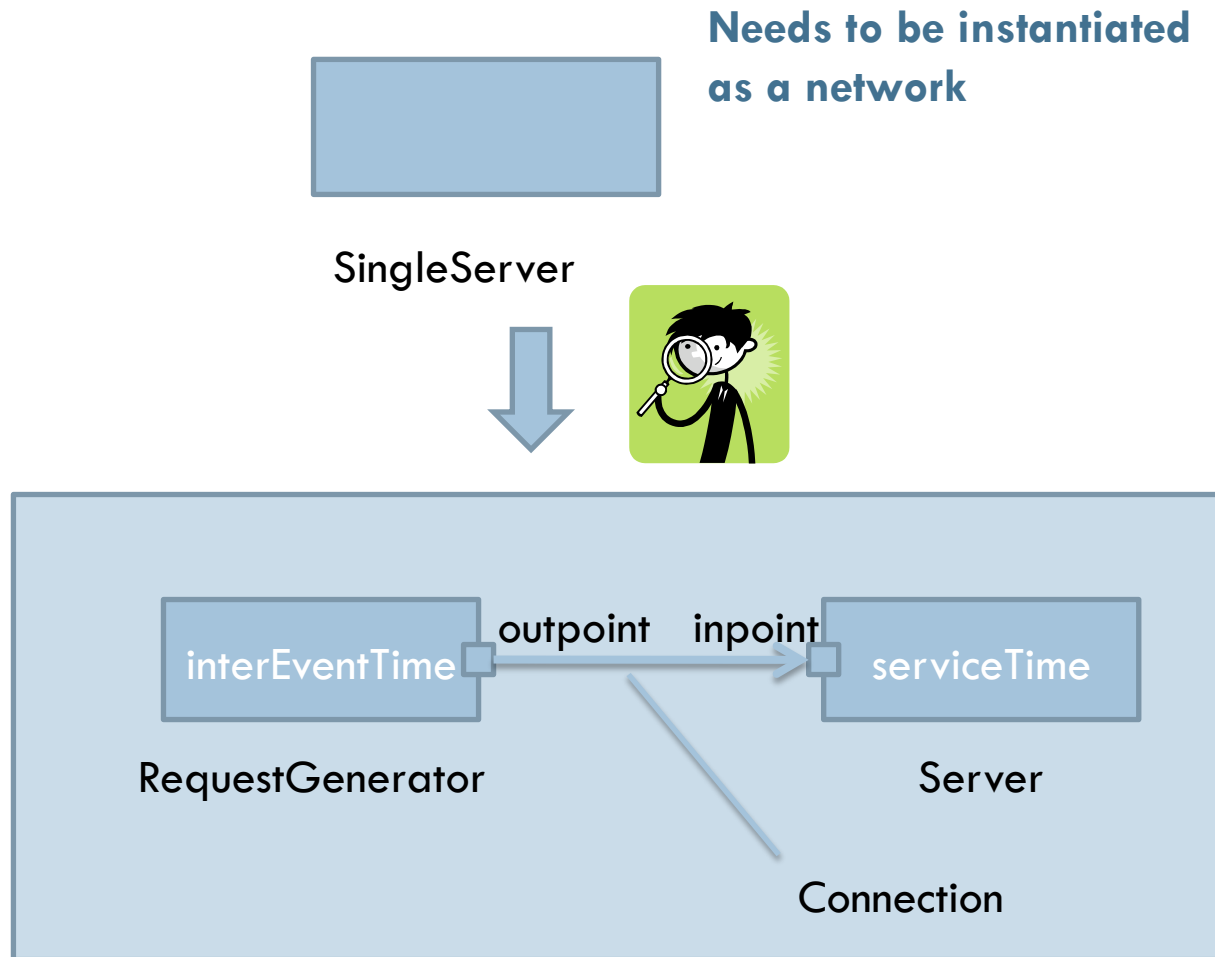 Needs to be instantiated
as a network
SingleServer
outpoint
inpoint
interEventTime
serviceTime
RequestGenerator
Server
Connection